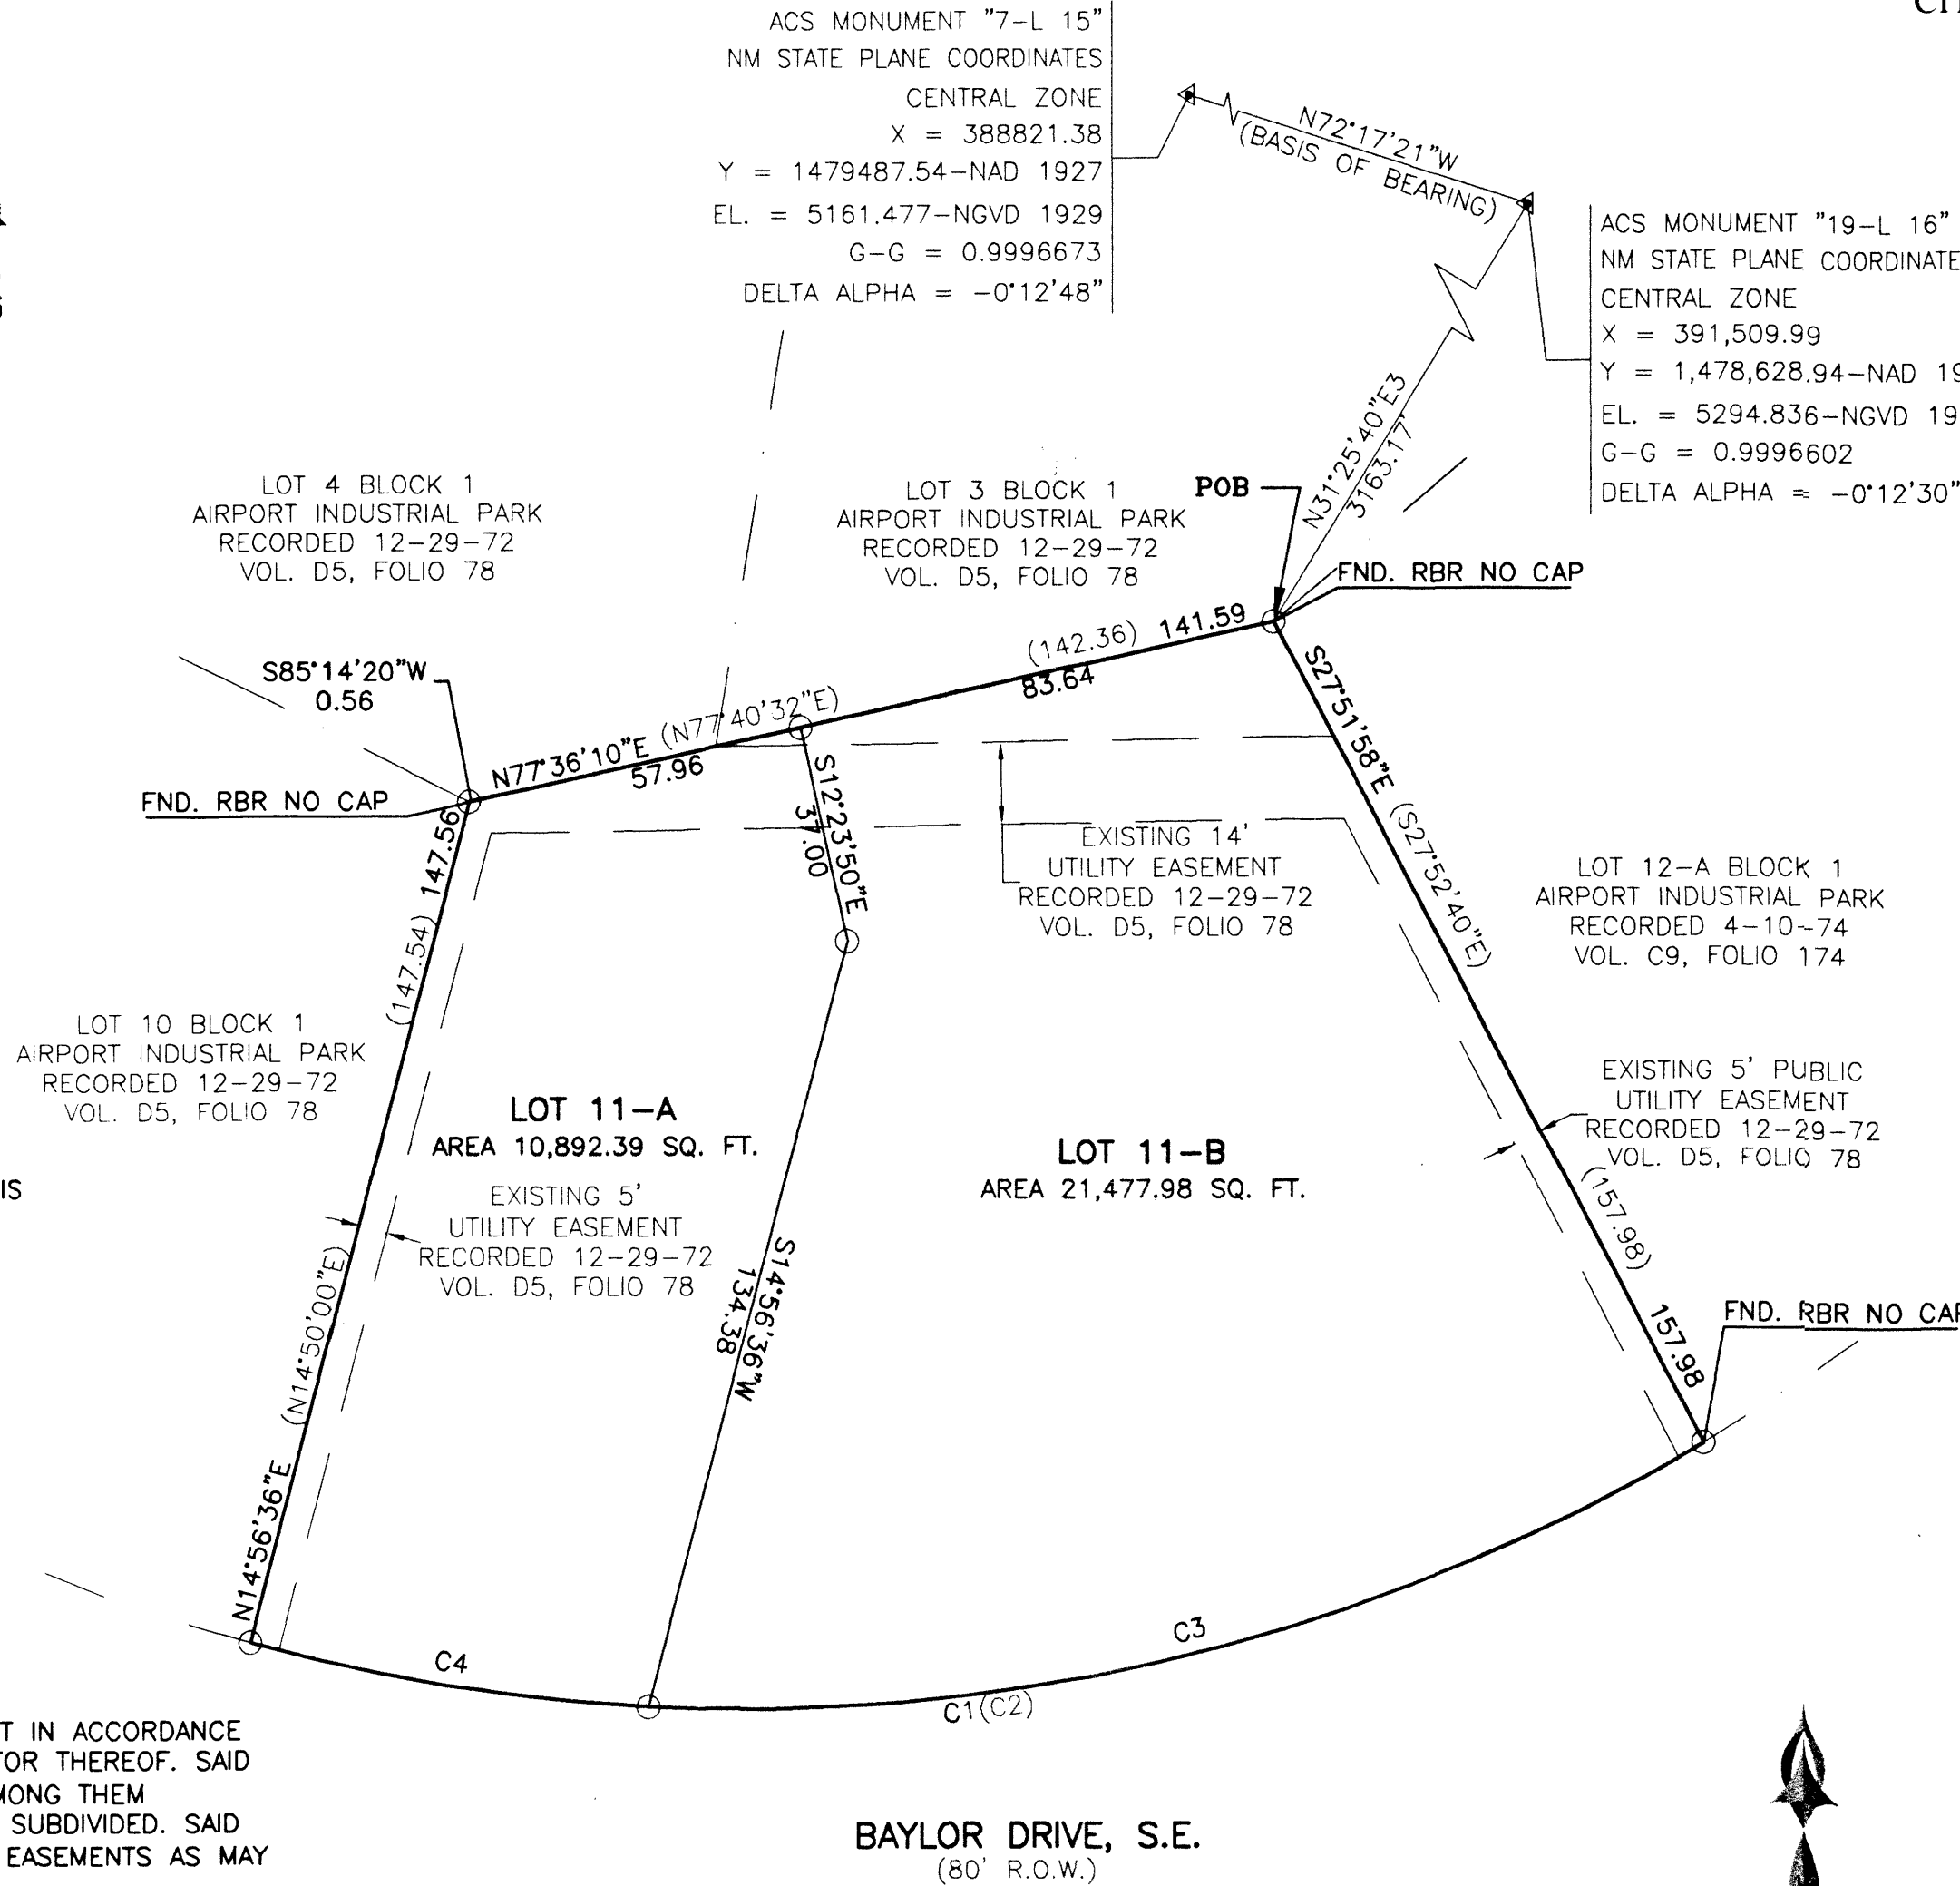 ACS MONUMENT "7-L 15"
NM STATE PLANE COORDINATES
CENTRAL ZONE
X = 388821.38
Y = 1479487.54-NAD 1927
EL. = 5161.477-NGVD 1929
G-G = 0.9996673
DELTA ALPHA = -0°12'48"
N72°17'21"W
(BASIS OF BEARING)
ACS MONUMENT "19-L 16"
NM STATE PLANE COORDINATE
CENTRAL ZONE
X = 391,509.99
Y = 1,478,628.94-NAD 19
EL. = 5294.836-NGVD 19
G-G = 0.9996602
DELTA ALPHA = -0°12'30"
N31°25'40"E3
3163.17'
LOT 4 BLOCK 1
AIRPORT INDUSTRIAL PARK
RECORDED 12-29-72
VOL. D5, FOLIO 78
LOT 3 BLOCK 1
AIRPORT INDUSTRIAL PARK
RECORDED 12-29-72
VOL. D5, FOLIO 78
POB
FND. RBR NO CAP
S85°14'20"W
0.56
(142.36) 141.59
83.64
N77°36'10"E (N77°40'32"E)
57.96
FND. RBR NO CAP
S12°23'50"E
37.00
S27°51'58"E (S27°52'40"E)
(157.98) 157.98
EXISTING 14'
UTILITY EASEMENT
RECORDED 12-29-72
VOL. D5, FOLIO 78
LOT 12-A BLOCK 1
AIRPORT INDUSTRIAL PARK
RECORDED 4-10-74
VOL. C9, FOLIO 174
(147.54) 147.56
LOT 10 BLOCK 1
AIRPORT INDUSTRIAL PARK
RECORDED 12-29-72
VOL. D5, FOLIO 78
LOT 11-A
AREA 10,892.39 SQ. FT.
EXISTING 5'
UTILITY EASEMENT
RECORDED 12-29-72
VOL. D5, FOLIO 78
LOT 11-B
AREA 21,477.98 SQ. FT.
EXISTING 5' PUBLIC
UTILITY EASEMENT
RECORDED 12-29-72
VOL. D5, FOLIO 78
IS
S14°56'36"W
134.38
N14°56'36"E (N14°50'00"E)
FND. RBR NO CAP
C4
C3
C1(C2)
T IN ACCORDANCE
TOR THEREOF. SAID
MONG THEM
SUBDIVIDED. SAID
EASEMENTS AS MAY
BAYLOR DRIVE, S.E.
(80' R.O.W.)